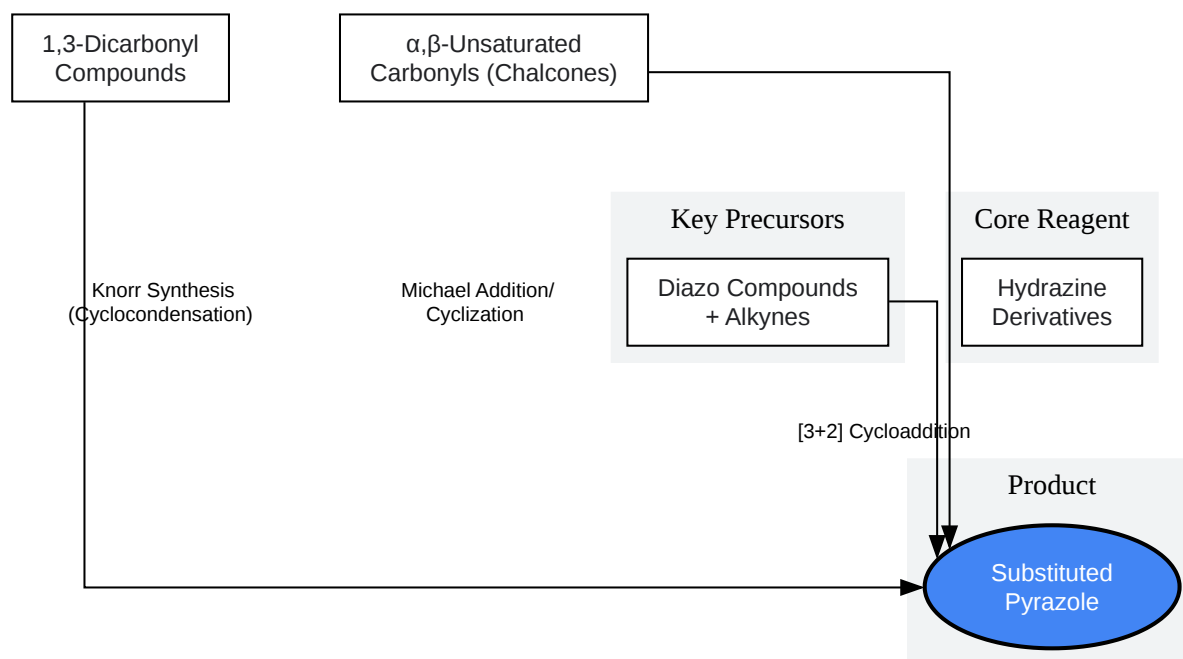 1,3-Dicarbonyl
Compounds
α,β-Unsaturated
Carbonyls (Chalcones)
Key Precursors
Core Reagent
Diazo Compounds
+ Alkynes
Hydrazine
Derivatives
Knorr Synthesis
(Cyclocondensation)
Michael Addition/
Cyclization
[3+2] Cycloaddition
Product
Substituted
Pyrazole